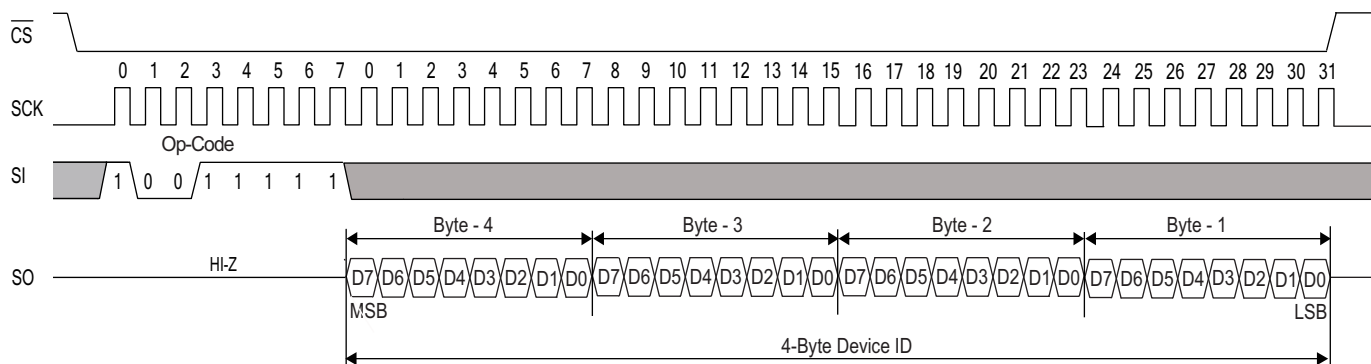 CS
0 1 2 3 4 5 6 7 0 1 2 3 4 5 6 7 8 9 10 11 12 13 14 15 16 17 18 19 20 21 22 23 24 25 26 27 28 29 30 31
SCK
Op-Code
SI 1 0 0 1 1 1 1 1
Byte - 4 Byte - 3 Byte - 2 Byte - 1
HI-Z
SO D7 D6 D5 D4 D3 D2 D1 D0 D7 D6 D5 D4 D3 D2 D1 D0 D7 D6 D5 D4 D3 D2 D1 D0 D7 D6 D5 D4 D3 D2 D1 D0
MSB LSB
4-Byte Device ID